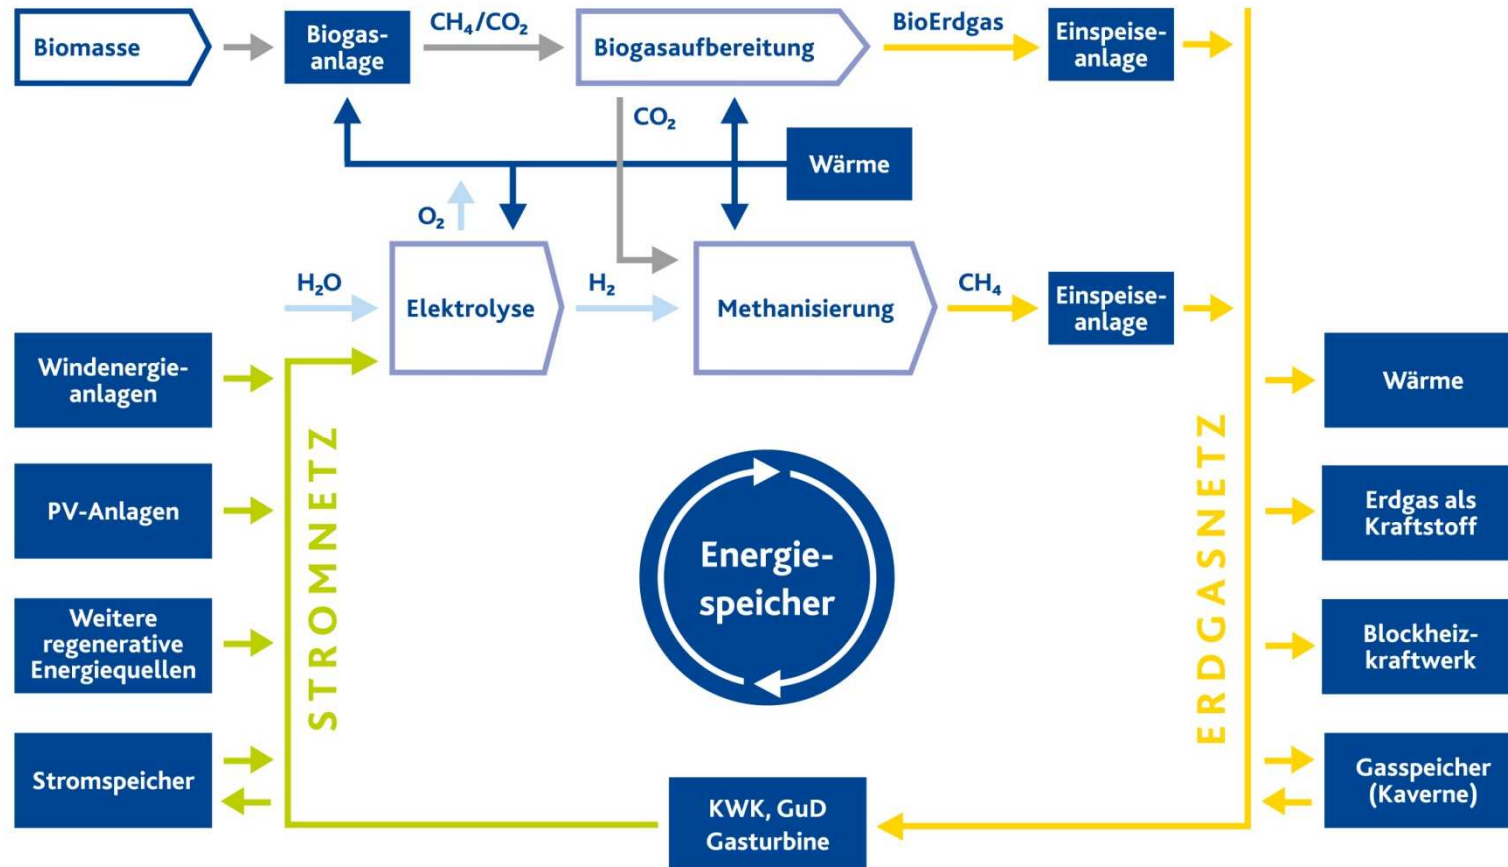 Biomasse
Biogas-
anlage
CH₄/CO₂
Biogasaufbereitung
BioErdgas
Einspeise-
anlage
CO₂
Wärme
O₂
H₂O
Elektrolyse
H₂
Methanisierung
CH₄
Einspeise-
anlage
Windenergie-
anlagen
PV-Anlagen
Weitere
regenerative
Energiequellen
Stromspeicher
STROMNETZ
Energie-
speicher
KWK, GuD
Gasturbine
ERDGASNETZ
Wärme
Erdgas als
Kraftstoff
Blockheiz-
kraftwerk
Gasspeicher
(Kaverne)